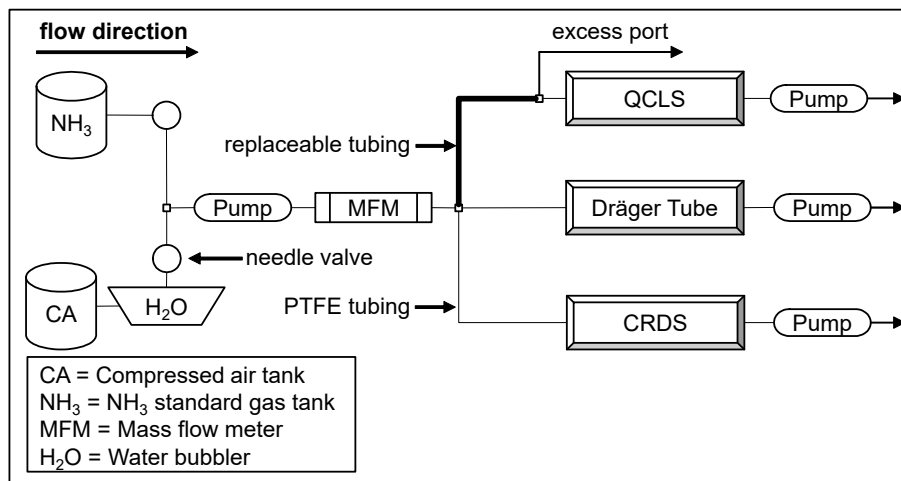 flow direction
excess port
NH₃
QCLS
Pump
replaceable tubing
Pump
MFM
Dräger Tube
Pump
needle valve
CA
H₂O
PTFE tubing
CRDS
Pump
CA = Compressed air tank
NH₃ = NH₃ standard gas tank
MFM = Mass flow meter
H₂O = Water bubbler